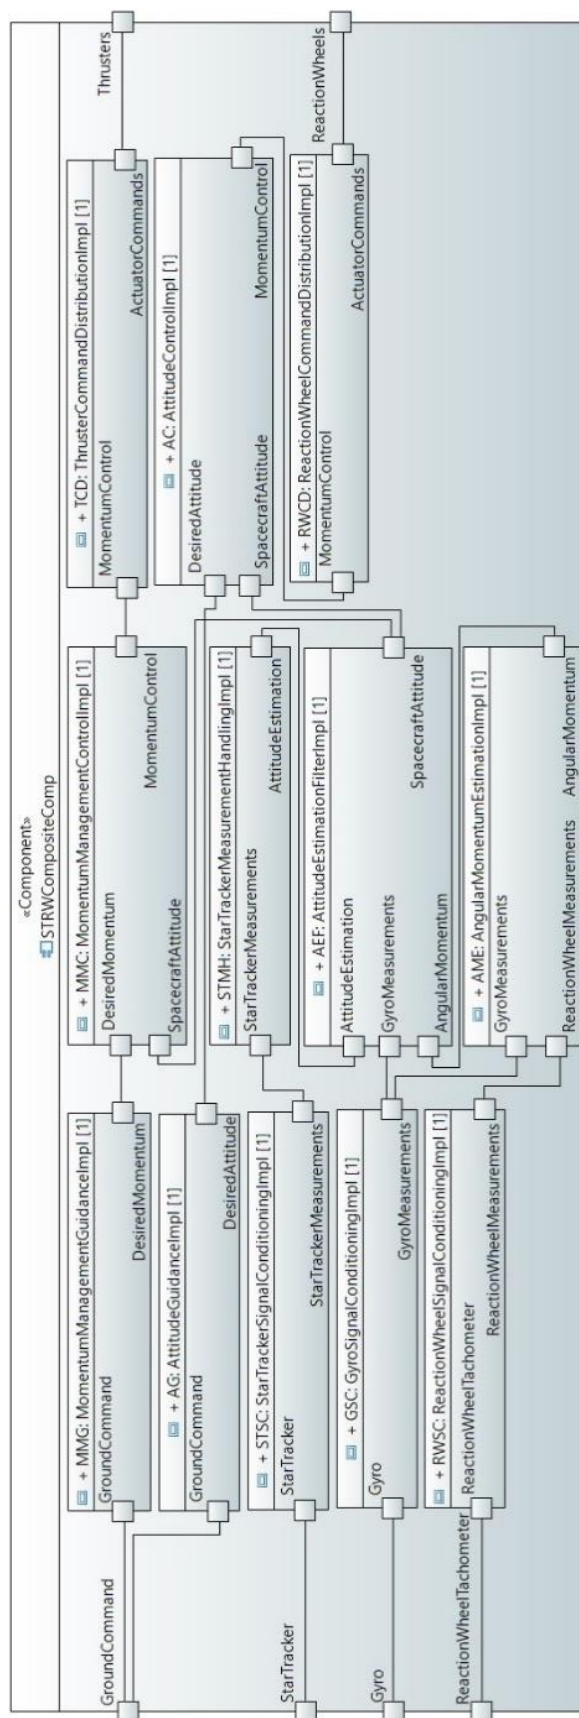 «Component»
STRWCompositeComp
GroundCommand
+ MMG: MomentumManagementGuidanceImpl [1]
GroundCommand
DesiredMomentum
+ MMC: MomentumManagementControlImpl [1]
DesiredMomentum
MomentumControl
SpacecraftAttitude
+ TCD: ThrusterCommandDistributionImpl [1]
MomentumControl
ActuatorCommands
Thrusters
+ AG: AttitudeGuidanceImpl [1]
GroundCommand
DesiredAttitude
+ AC: AttitudeControlImpl [1]
DesiredAttitude
MomentumControl
SpacecraftAttitude
StarTracker
+ STSC: StarTrackerSignalConditioningImpl [1]
StarTracker
StarTrackerMeasurements
+ STMH: StarTrackerMeasurementHandlingImpl [1]
StarTrackerMeasurements
AttitudeEstimation
+ RWCD: ReactionWheelCommandDistributionImpl [1]
MomentumControl
ActuatorCommands
ReactionWheels
Gyro
+ GSC: GyroSignalConditioningImpl [1]
Gyro
GyroMeasurements
+ AEF: AttitudeEstimationFilterImpl [1]
AttitudeEstimation
GyroMeasurements
SpacecraftAttitude
AngularMomentum
ReactionWheelTachometer
+ RWSC: ReactionWheelSignalConditioningImpl [1]
ReactionWheelTachometer
ReactionWheelMeasurements
+ AME: AngularMomentumEstimationImpl [1]
GyroMeasurements
ReactionWheelMeasurements
AngularMomentum